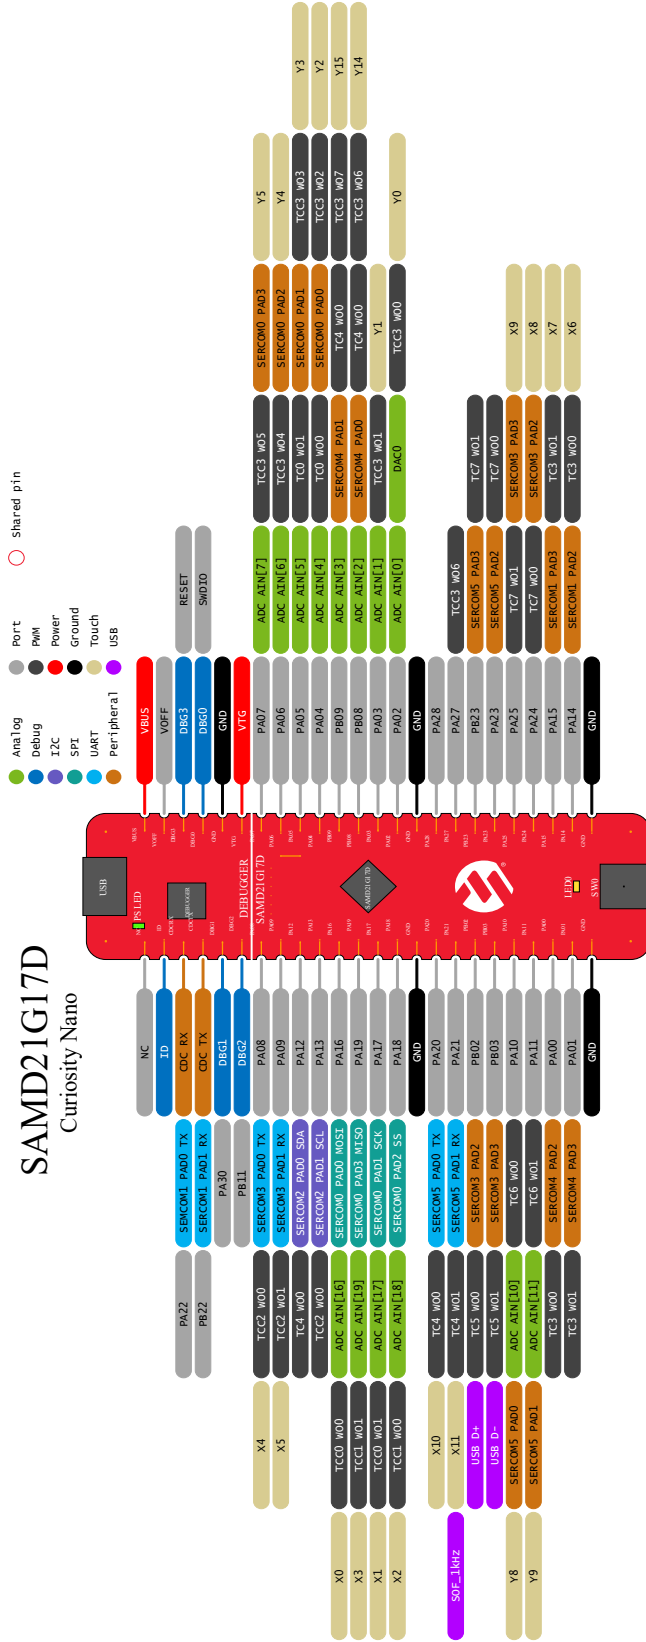 SAMD21G17D
Curiosity Nano
Analog
Debug
I2C
SPI
UART
Peripheral
Port
PWM
Power
Ground
Touch
USB
Shared pin
NC
ID
PA22 SEMCOM1 PAD0 TX CDC RX
PB22 SERCOM1 PAD1 RX CDC TX
PA30 DBG1
PB11 DBG2
X4 TCC2 WO0 SERCOM3 PAD0 TX PA08
X5 TCC2 WO1 SERCOM3 PAD1 RX PA09
TC4 WO0 SERCOM2 PAD0 SDA PA12
TCC2 WO0 SERCOM2 PAD1 SCL PA13
X0 TCC0 WO0 ADC AIN[16] SERCOM0 PAD0 MOSI PA16
X3 TCC1 WO1 ADC AIN[19] SERCOM0 PAD3 MISO PA19
X1 TCC0 WO1 ADC AIN[17] SERCOM0 PAD1 SCK PA17
X2 TCC1 WO0 ADC AIN[18] SERCOM0 PAD2 SS PA18
GND
X10 TC4 WO0 SERCOM5 PAD0 TX PA20
SOF_1kHz X11 TC4 WO1 SERCOM5 PAD1 RX PA21
USB D+ TC5 WO0 SERCOM3 PAD2 PB02
USB D- TC5 WO1 SERCOM3 PAD3 PB03
Y8 SERCOM5 PAD0 ADC AIN[10] TC6 WO0 PA10
Y9 SERCOM5 PAD1 ADC AIN[11] TC6 WO1 PA11
TC3 WO0 SERCOM4 PAD2 PA00
TC3 WO1 SERCOM4 PAD3 PA01
GND
USB
PS LED
DEBUGGER
DEBUGGER
SAMD21G17D
SAMD21G17D
®
LED0
SW0
VBUS
VOFF
DBG3 RESET
DBG0 SWDIO
GND
VTG
PA07 ADC AIN[7] TCC3 WO5 SERCOM0 PAD3 Y5
PA06 ADC AIN[6] TCC3 WO4 SERCOM0 PAD2 Y4
PA05 ADC AIN[5] TC0 WO1 SERCOM0 PAD1 TCC3 WO3 Y3
PA04 ADC AIN[4] TC0 WO0 SERCOM0 PAD0 TCC3 WO2 Y2
PB09 ADC AIN[3] SERCOM4 PAD1 TC4 WO0 TCC3 WO7 Y15
PB08 ADC AIN[2] SERCOM4 PAD0 TC4 WO0 TCC3 WO6 Y14
PA03 ADC AIN[1] TCC3 WO1 Y1
PA02 ADC AIN[0] DAC0 TCC3 WO0 Y0
GND
PA28
PA27 TCC3 WO6
PB23 SERCOM5 PAD3 TC7 WO1
PA23 SERCOM5 PAD2 TC7 WO0
PA25 TC7 WO1 SERCOM3 PAD3 X9
PA24 TC7 WO0 SERCOM3 PAD2 X8
PA15 SERCOM1 PAD3 TC3 WO1 X7
PA14 SERCOM1 PAD2 TC3 WO0 X6
GND